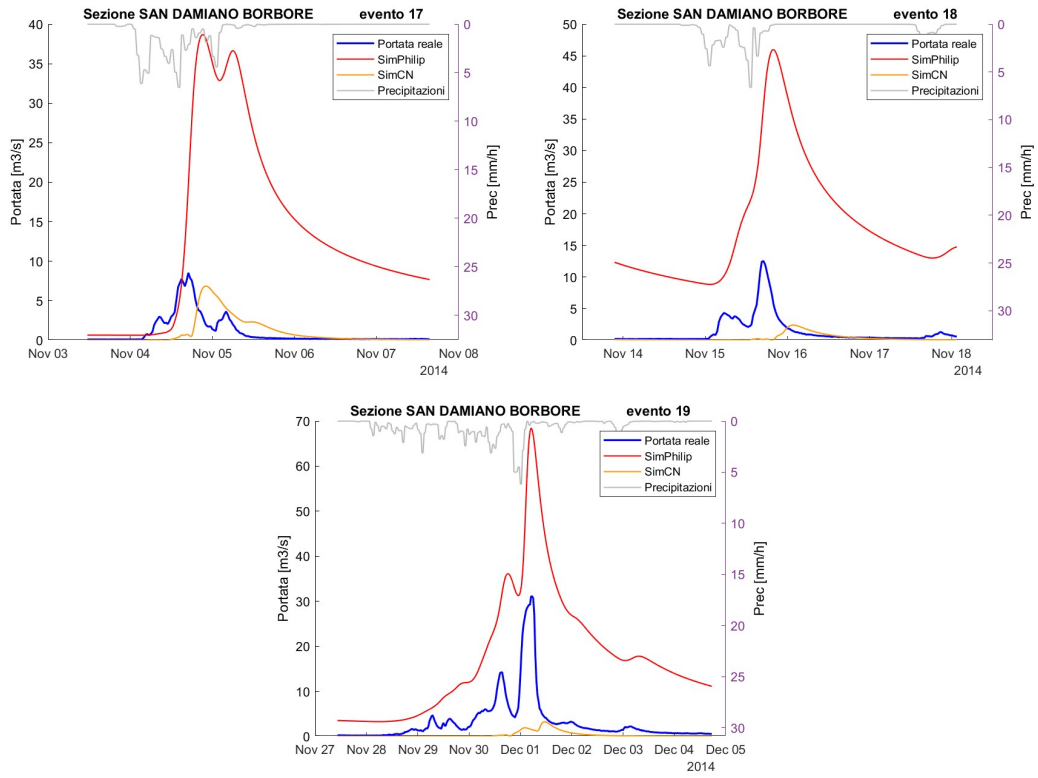 Sezione SAN DAMIANO BORBORE evento 17
40
35
30
25
20
15
10
5
0
Portata [m3/s]
0
5
10
15
20
25
30
Prec [mm/h]
Portata reale
SimPhilip
SimCN
Precipitazioni
Nov 03 Nov 04 Nov 05 Nov 06 Nov 07 Nov 08
2014
Sezione SAN DAMIANO BORBORE evento 18
50
45
40
35
30
25
20
15
10
5
0
Portata [m3/s]
0
5
10
15
20
25
30
Prec [mm/h]
Portata reale
SimPhilip
SimCN
Precipitazioni
Nov 14 Nov 15 Nov 16 Nov 17 Nov 18
2014
Sezione SAN DAMIANO BORBORE evento 19
70
60
50
40
30
20
10
0
Portata [m3/s]
0
5
10
15
20
25
30
Prec [mm/h]
Portata reale
SimPhilip
SimCN
Precipitazioni
Nov 27 Nov 28 Nov 29 Nov 30 Dec 01 Dec 02 Dec 03 Dec 04 Dec 05
2014